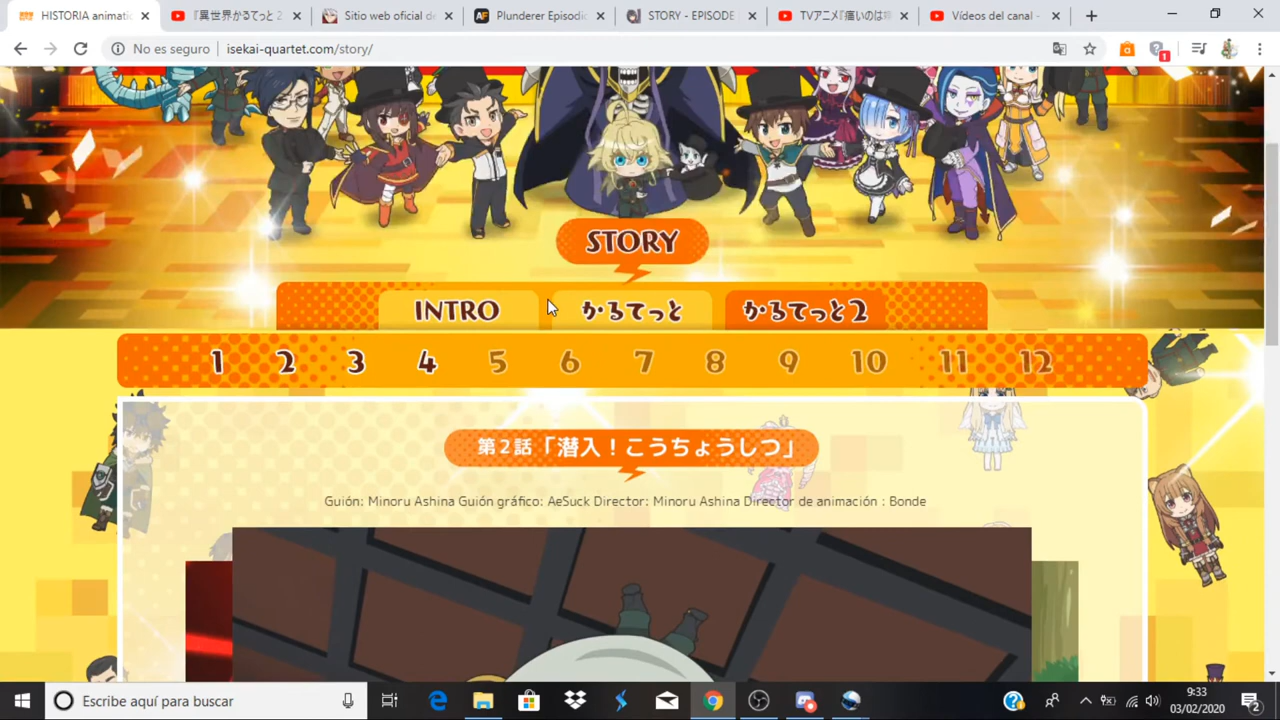 HISTORIA animatic
『異世界かるてっと2
Sitio web oficial de
Plunderer Episodio
STORY - EPISODE
TVアニメ『痛いのは嫌
Vídeos del canal -
No es seguro
isekai-quartet.com/story/
1
STORY
INTRO
かるてっと
かるてっと2
1 2 3 4 5 6 7 8 9 10 11 12
第2話「潜入！こうちょうしつ」
Guión: Minoru Ashina Guión gráfico: AeSuck Director: Minoru Ashina Director de animación : Bonde
Escribe aquí para buscar
9:33
03/02/2020
2